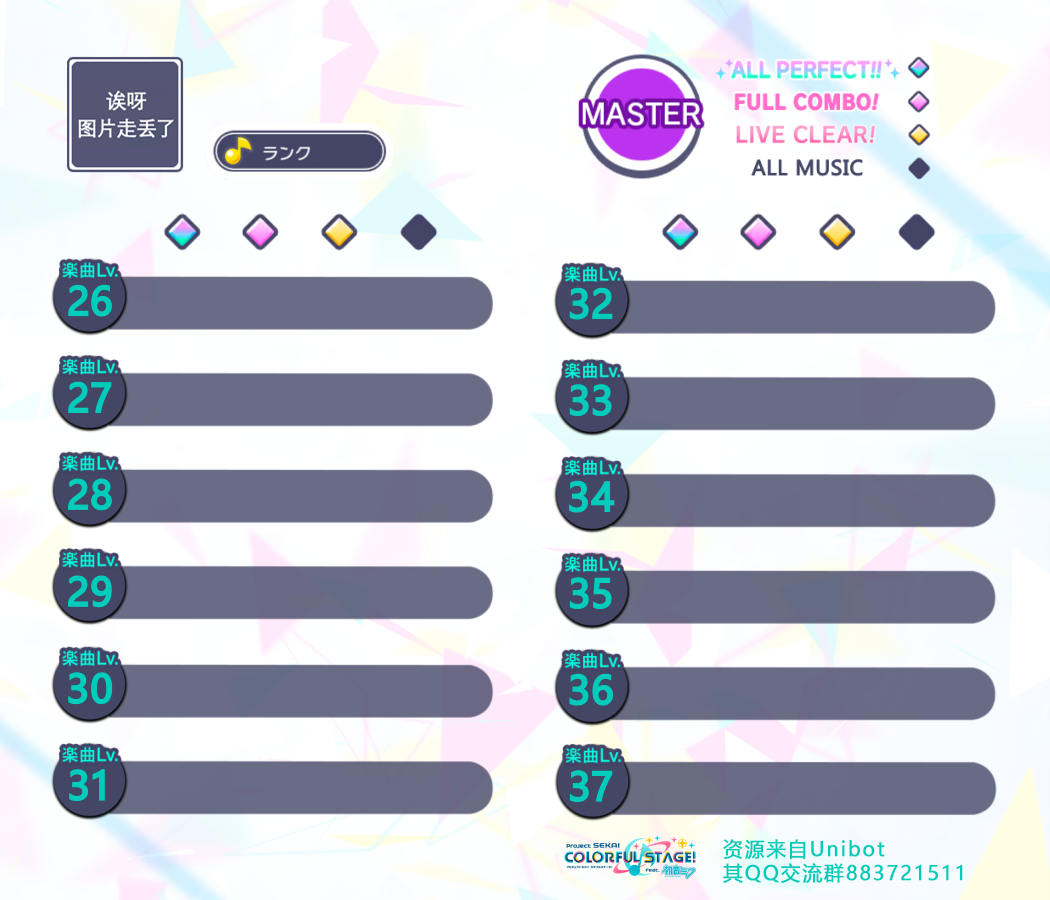 诶呀
图片走丢了
ランク
MASTER
ALL PERFECT!!
FULL COMBO!
LIVE CLEAR!
ALL MUSIC
楽曲Lv.
26
楽曲Lv.
27
楽曲Lv.
28
楽曲Lv.
29
楽曲Lv.
30
楽曲Lv.
31
楽曲Lv.
32
楽曲Lv.
33
楽曲Lv.
34
楽曲Lv.
35
楽曲Lv.
36
楽曲Lv.
37
Project SEKAI
COLORFUL STAGE!
feat. 初音ミク
资源来自Unibot
其QQ交流群883721511